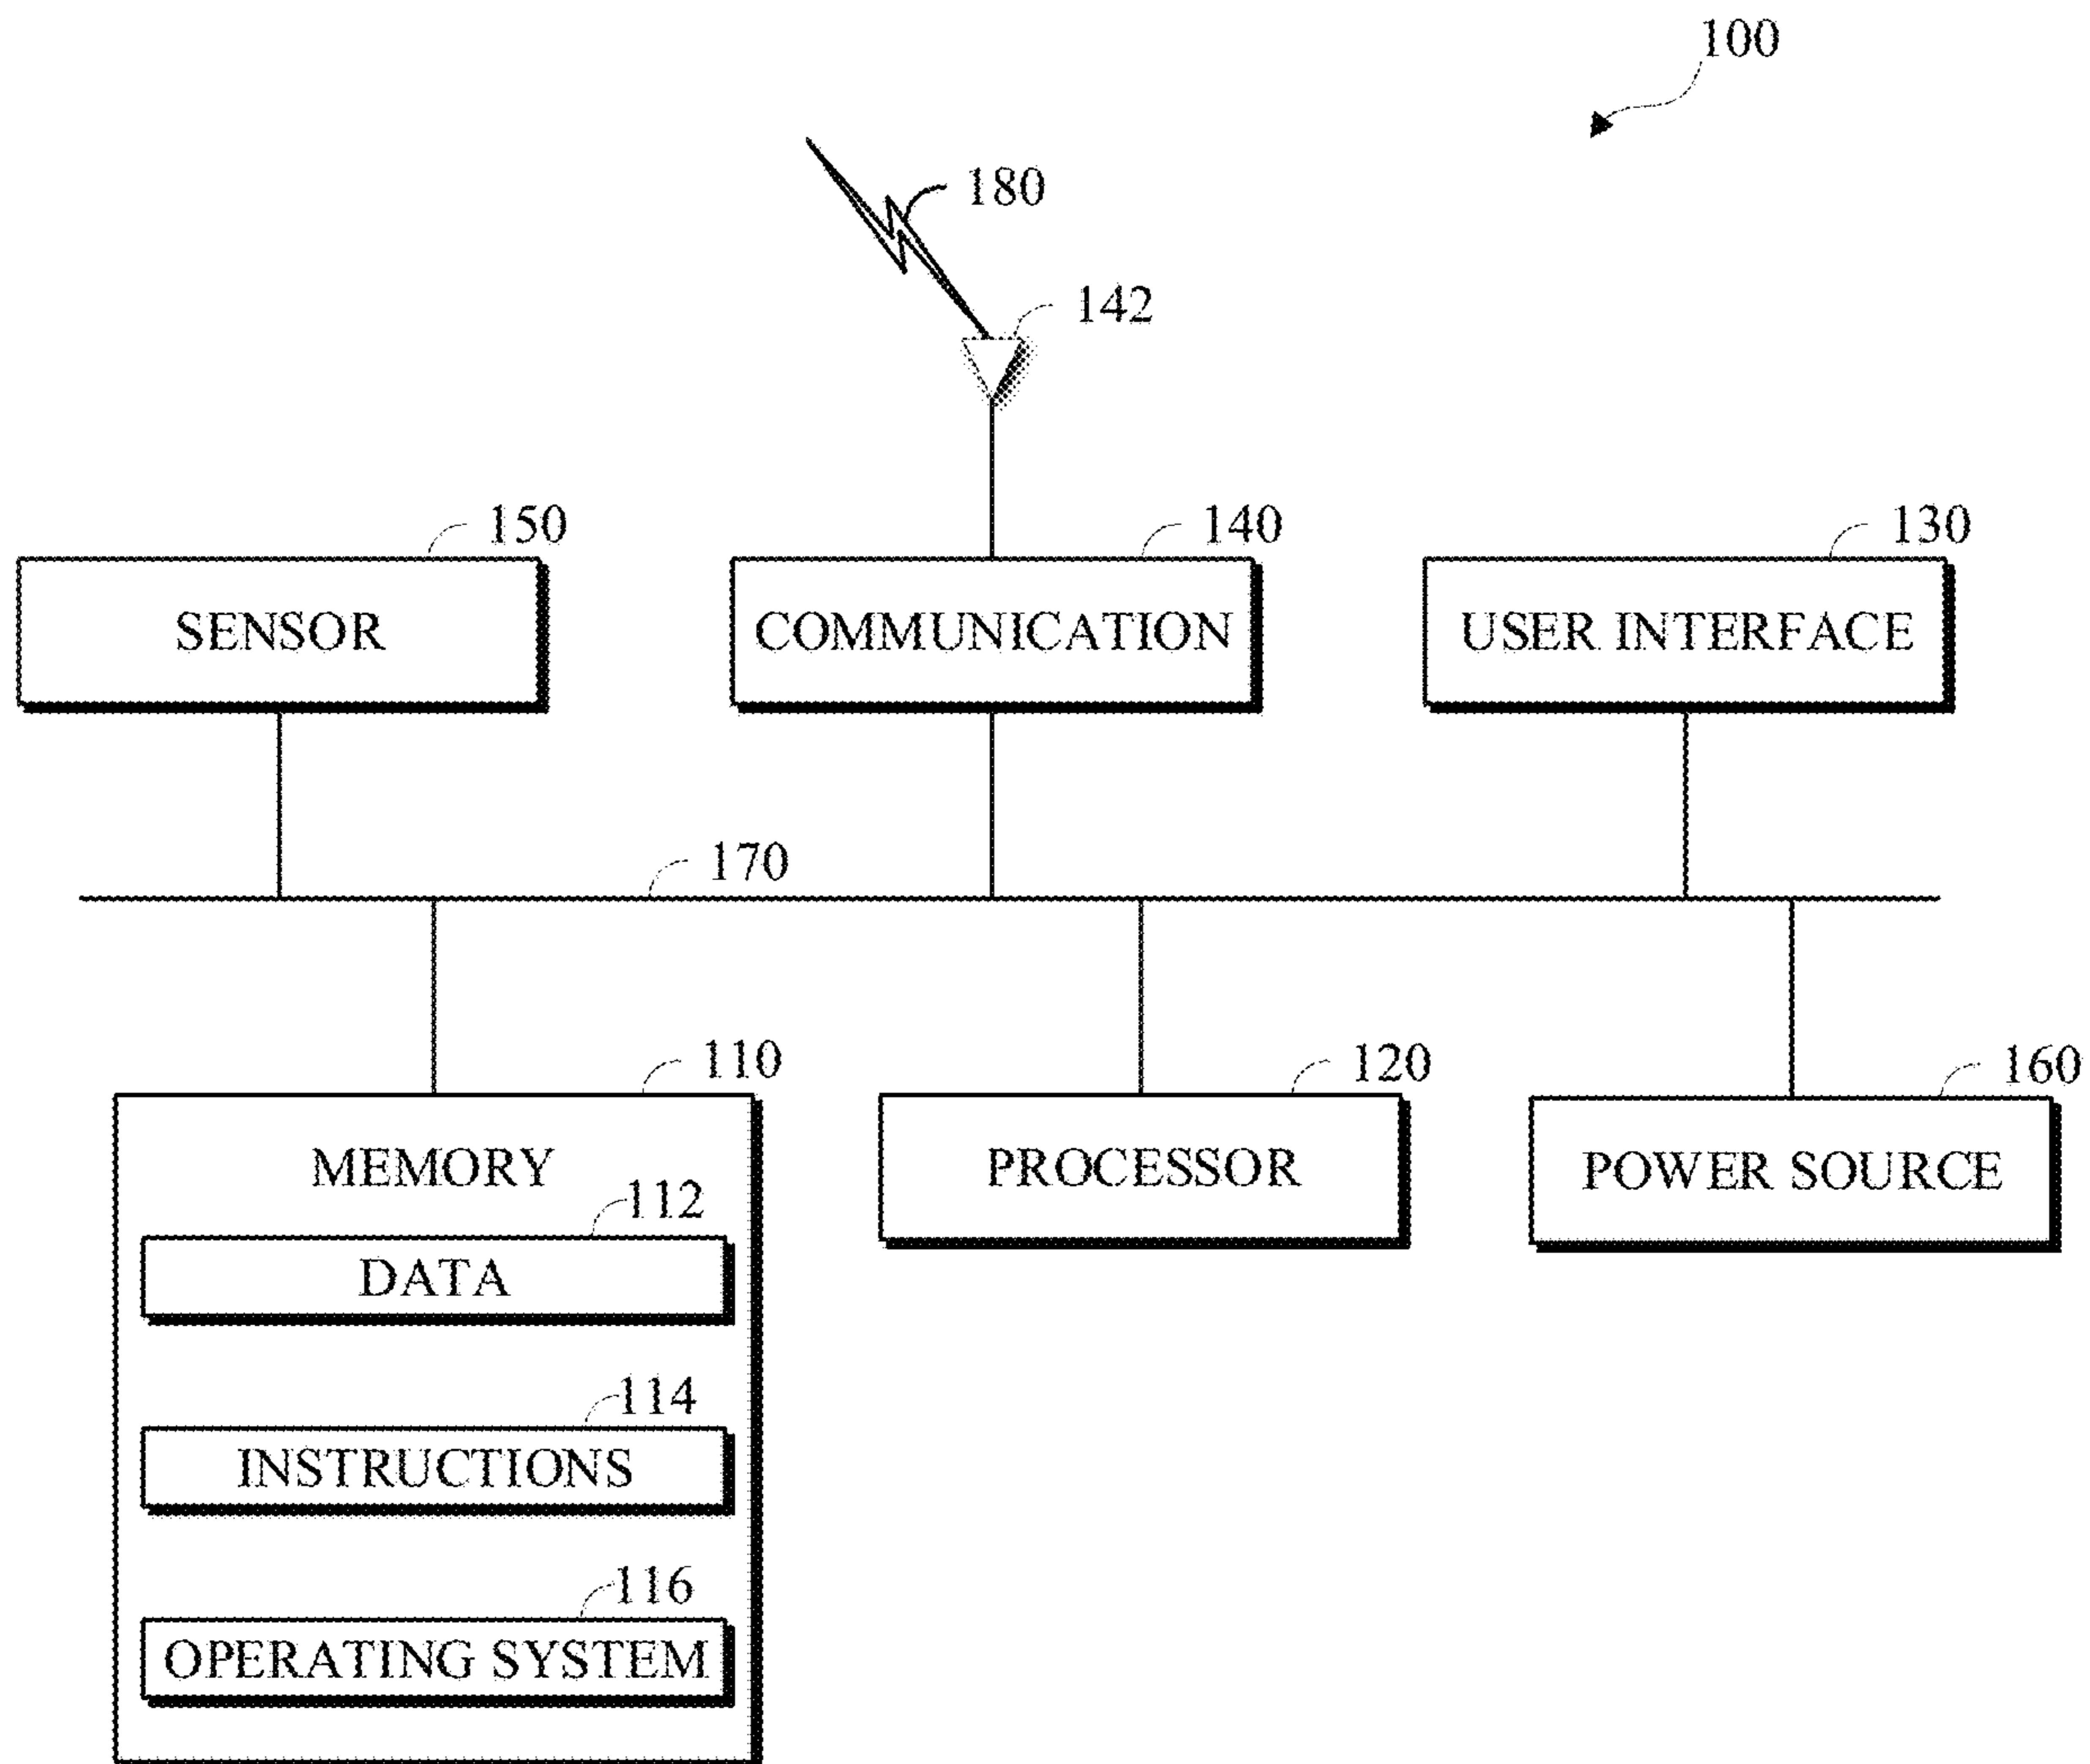 100
180
142
150
140
130
SENSOR
COMMUNICATION
USER INTERFACE
170
110
120
160
MEMORY
PROCESSOR
POWER SOURCE
112
DATA
114
INSTRUCTIONS
116
OPERATING SYSTEM